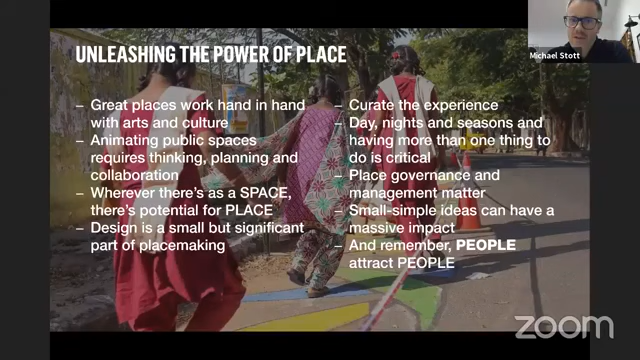 UNLEASHING THE POWER OF PLACE
– Great places work hand in hand
with arts and culture
– Animating public spaces
requires thinking, planning and
collaboration
– Wherever there's as a SPACE,
there's potential for PLACE
– Design is a small but significant
part of placemaking
– Curate the experience
– Day, nights and seasons and
having more than one thing to
do is critical
– Place governance and
management matter
– Small-simple ideas can have a
massive impact
– And remember, PEOPLE
attract PEOPLE
Michael Stott
zoom